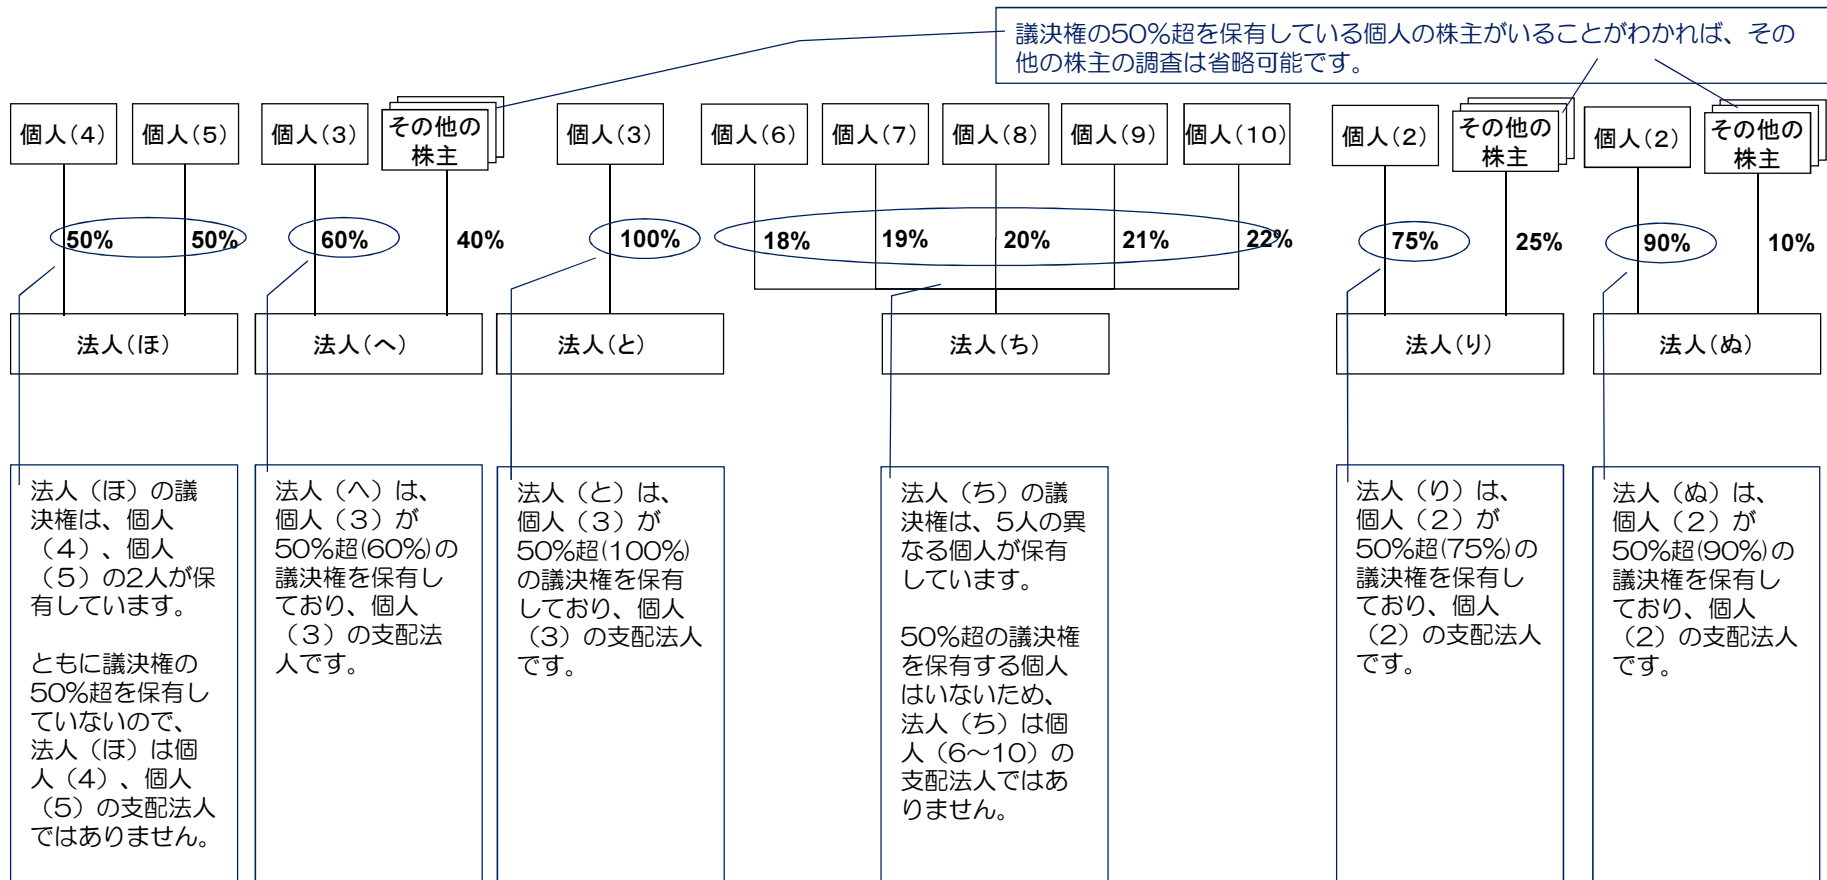 議決権の50%超を保有している個人の株主がいることがわかれば、その
他の株主の調査は省略可能です。
個人(4)
個人(5)
個人(3)
その他の
株主
個人(3)
個人(6)
個人(7)
個人(8)
個人(9)
個人(10)
個人(2)
その他の
株主
個人(2)
その他の
株主
50%
50%
60%
40%
100%
18%
19%
20%
21%
22%
75%
25%
90%
10%
法人(ほ)
法人(へ)
法人(と)
法人(ち)
法人(り)
法人(ぬ)
法人（ほ）の議
決権は、個人
（4）、個人
（5）の2人が保
有しています。
ともに議決権の
50%超を保有し
ていないので、
法人（ほ）は個
人（4）、個人
（5）の支配法人
ではありません。
法人（へ）は、
個人（3）が
50%超(60%)の
議決権を保有し
ており、個人
（3）の支配法
人です。
法人（と）は、
個人（3）が
50%超(100%)
の議決権を保有
しており、個人
（3）の支配法人
です。
法人（ち）の議
決権は、5人の異
なる個人が保有
しています。
50%超の議決権
を保有する個人
はいないため、
法人（ち）は個
人（6～10）の
支配法人ではあ
りません。
法人（り）は、
個人（2）が
50%超(75%)の
議決権を保有し
ており、個人
（2）の支配法人
です。
法人（ぬ）は、
個人（2）が
50%超(90%)の
議決権を保有し
ており、個人
（2）の支配法人
です。